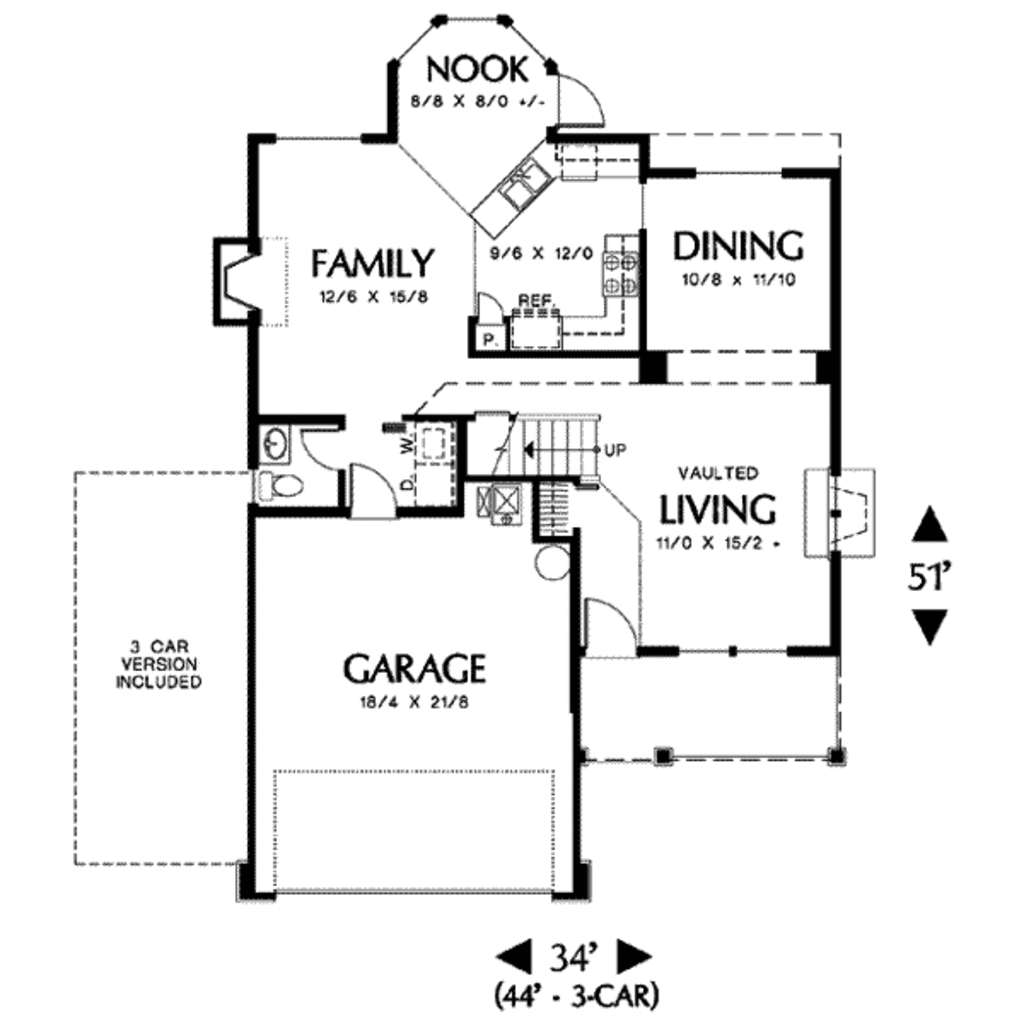 NOOK
8/8 X 8/0 +/-
FAMILY
12/6 X 15/8
9/6 X 12/0
DINING
10/8 x 11/10
REF.
P.
W.
D.
UP
VAULTED
LIVING
11/0 X 15/2 +
51'
3 CAR
VERSION
INCLUDED
GARAGE
18/4 X 21/8
34'
(44' - 3-CAR)